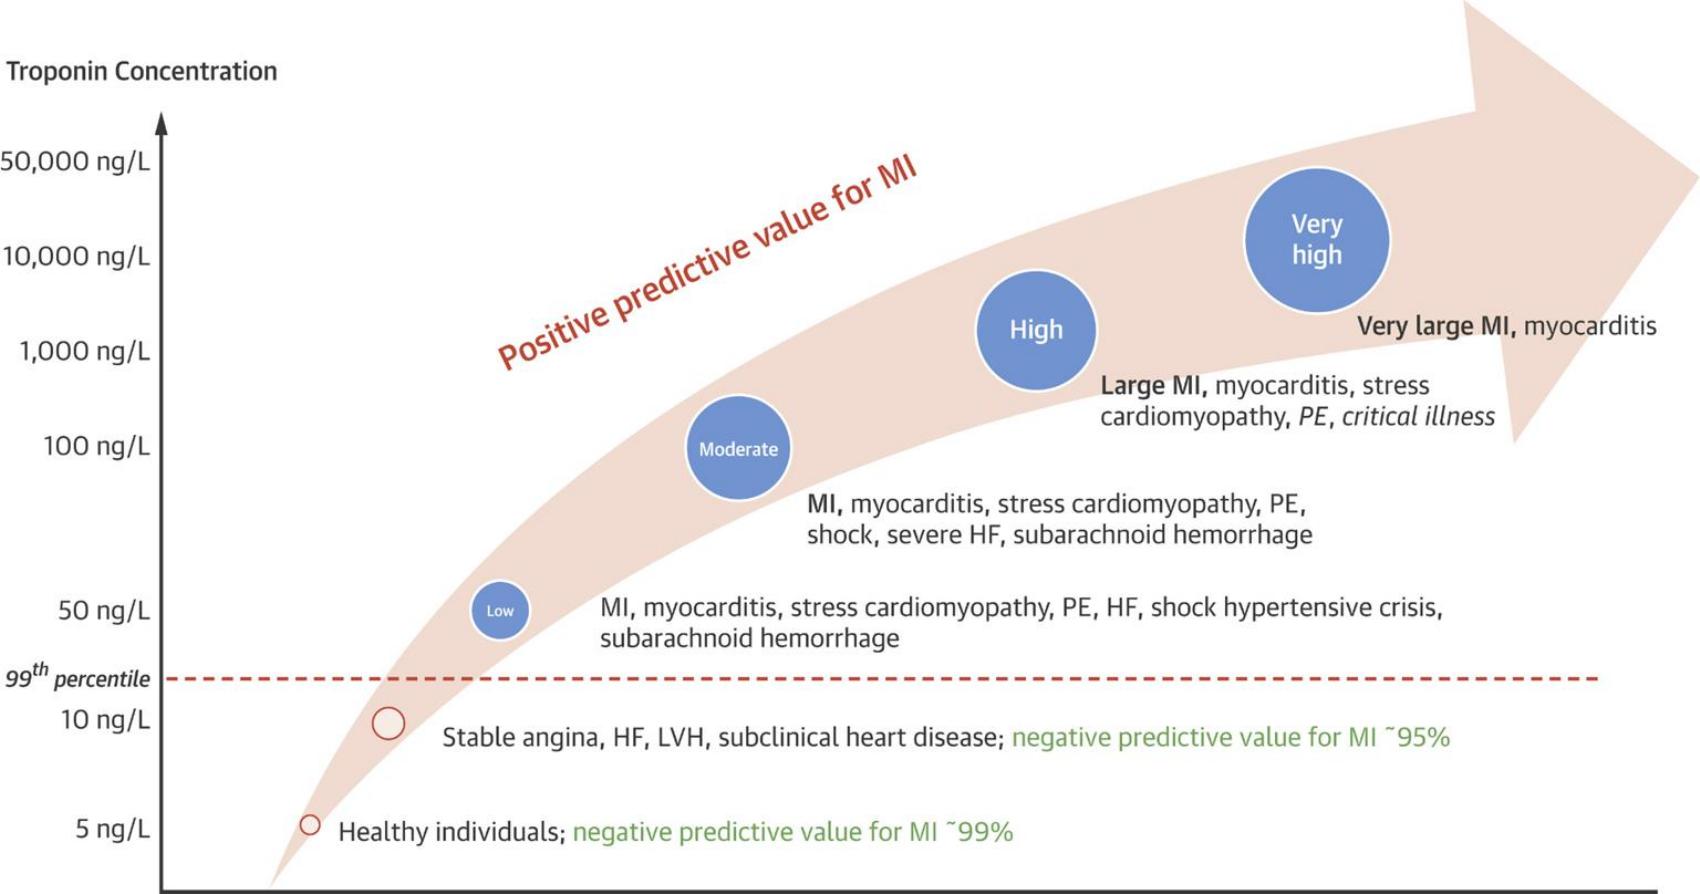 Troponin Concentration
50,000 ng/L
10,000 ng/L
1,000 ng/L
100 ng/L
50 ng/L
99th percentile
10 ng/L
5 ng/L
Positive predictive value for MI
Very
high
Very large MI, myocarditis
High
Large MI, myocarditis, stress
cardiomyopathy, PE, critical illness
Moderate
MI, myocarditis, stress cardiomyopathy, PE,
shock, severe HF, subarachnoid hemorrhage
Low
MI, myocarditis, stress cardiomyopathy, PE, HF, shock hypertensive crisis,
subarachnoid hemorrhage
Stable angina, HF, LVH, subclinical heart disease; negative predictive value for MI ~95%
Healthy individuals; negative predictive value for MI ~99%